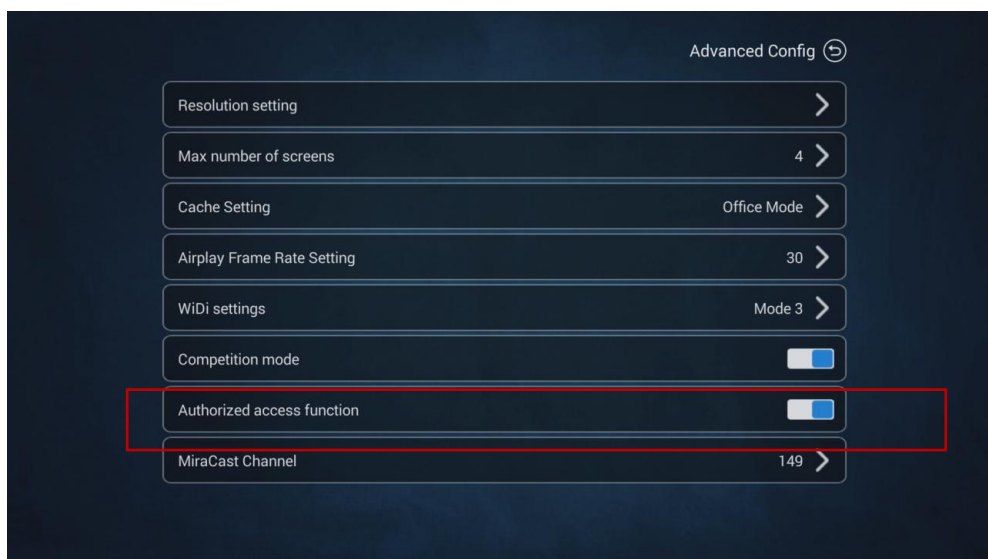 Advanced Config
Resolution setting
Max number of screens 4
Cache Setting Office Mode
Airplay Frame Rate Setting 30
WiDi settings Mode 3
Competition mode
Authorized access function
MiraCast Channel 149